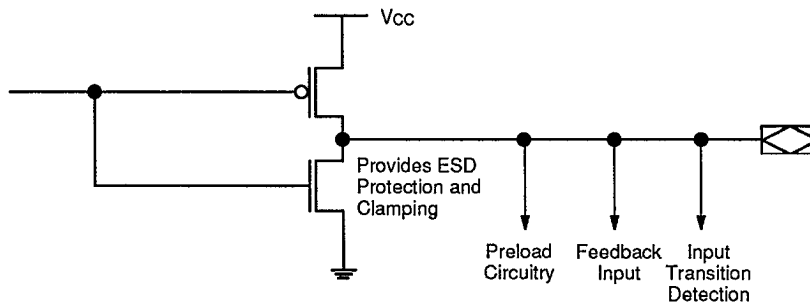 Vcc
Provides ESD
Protection and
Clamping
Preload
Circuitry
Feedback
Input
Input
Transition
Detection